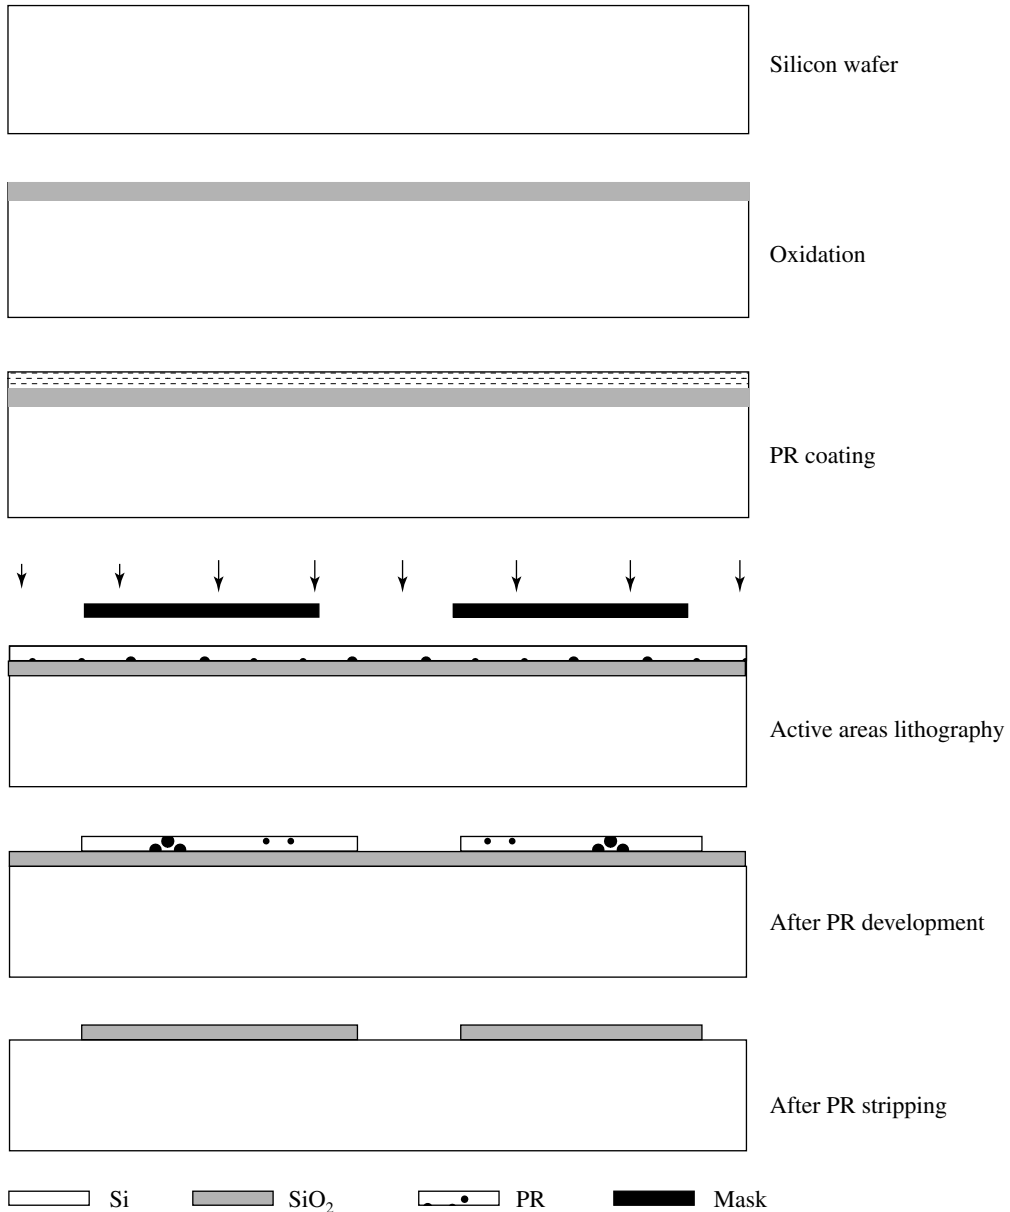 Silicon wafer
Oxidation
PR coating
Active areas lithography
After PR development
After PR stripping
Si SiO₂ PR Mask